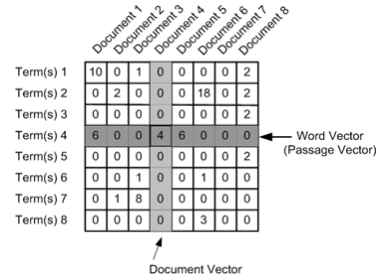 Document 1 Document 2 Document 3 Document 4 Document 5 Document 6 Document 7 Document 8
Term(s) 1 10 0 1 0 0 0 0 2
Term(s) 2 0 2 0 0 0 18 0 2
Term(s) 3 0 0 0 0 0 0 0 2
Term(s) 4 6 0 0 4 6 0 0 0 Word Vector
(Passage Vector)
Term(s) 5 0 0 0 0 0 0 0 2
Term(s) 6 0 0 1 0 0 1 0 0
Term(s) 7 0 1 8 0 0 0 0 0
Term(s) 8 0 0 0 0 0 3 0 0
Document Vector